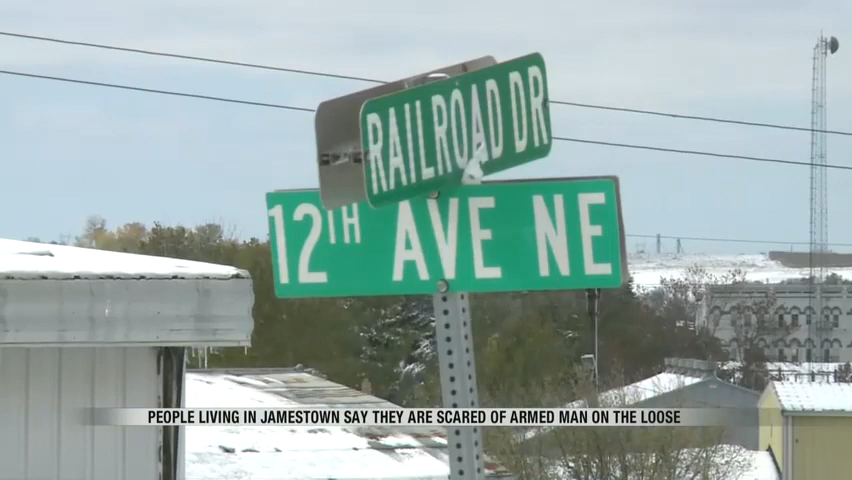 RAILROAD DR
12TH AVE NE
PEOPLE LIVING IN JAMESTOWN SAY THEY ARE SCARED OF ARMED MAN ON THE LOOSE